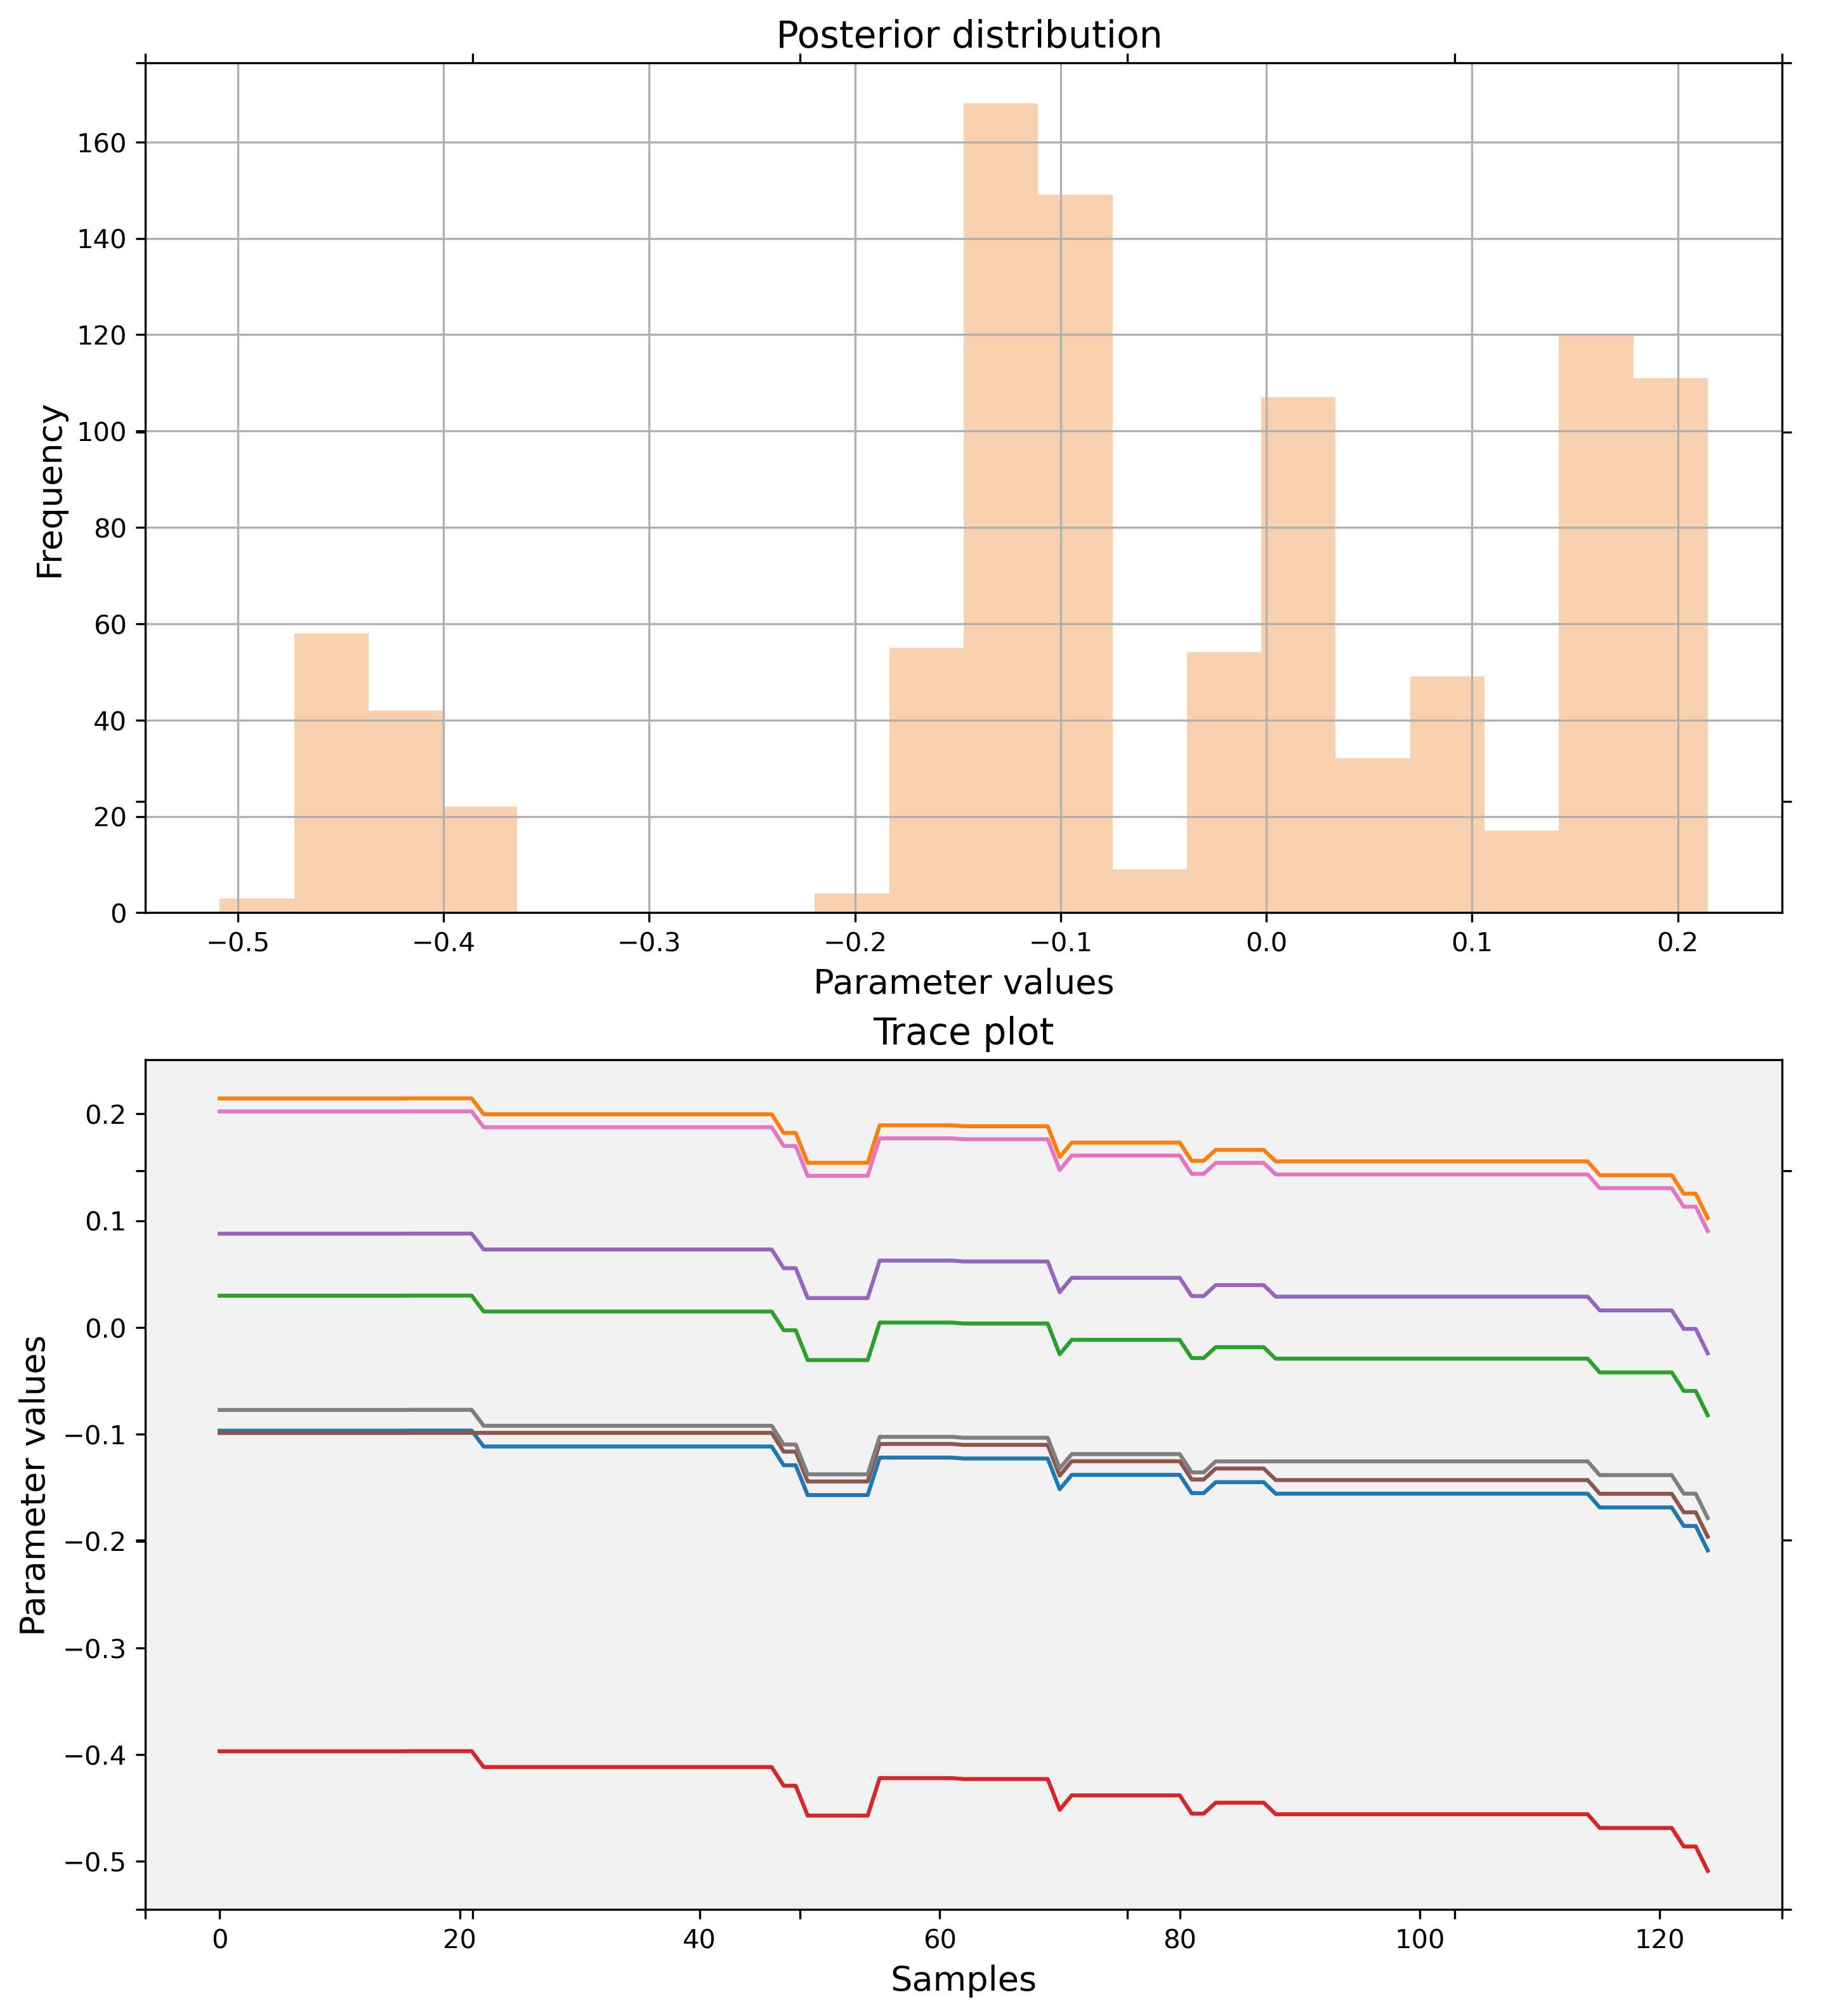 Posterior distribution
160
140
120
100
80
60
40
20
0
Frequency
−0.5 −0.4 −0.3 −0.2 −0.1 0.0 0.1 0.2
Parameter values
Trace plot
0.2
0.1
0.0
−0.1
−0.2
−0.3
−0.4
−0.5
Parameter values
0 20 40 60 80 100 120
Samples